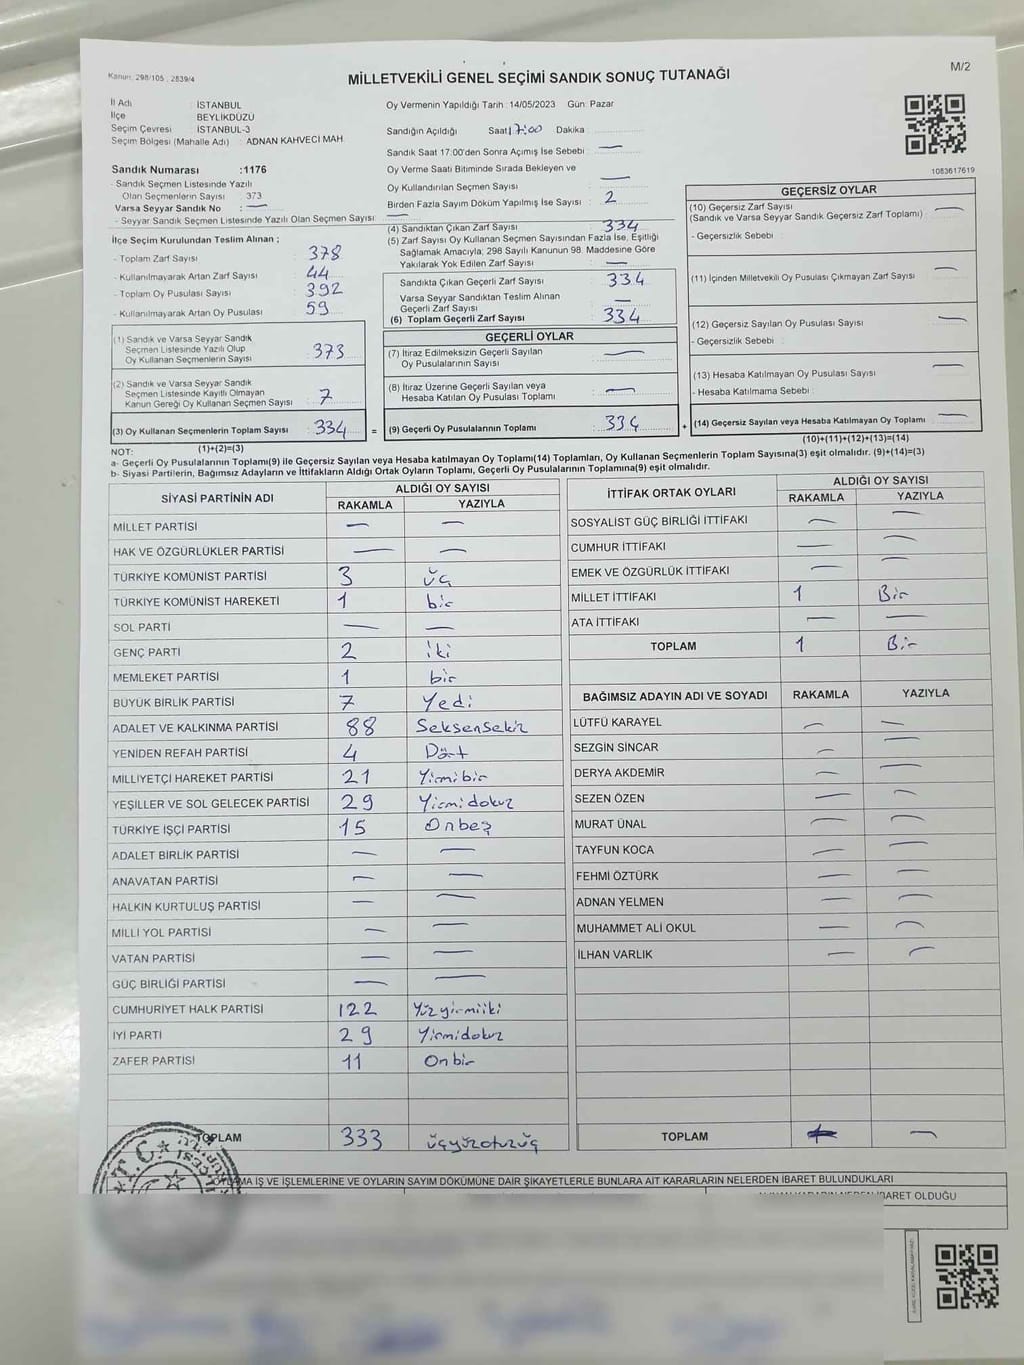 Kanun: 298/105 , 2839/4
MİLLETVEKİLİ GENEL SEÇİMİ SANDIK SONUÇ TUTANAĞI
M/2
İl Adı : İSTANBUL
İlçe : BEYLİKDÜZÜ
Seçim Çevresi : İSTANBUL-3
Seçim Bölgesi (Mahalle Adı) : ADNAN KAHVECİ MAH.
Sandık Numarası :1176
- Sandık Seçmen Listesinde Yazılı
Olan Seçmenlerin Sayısı : 373
Varsa Seyyar Sandık No : —
- Seyyar Sandık Seçmen Listesinde Yazılı Olan Seçmen Sayısı : —
Oy Vermenin Yapıldığı Tarih : 14/05/2023 Gün: Pazar
Sandığın Açıldığı Saat 17:00 Dakika
Sandık Saat 17:00'den Sonra Açımış İse Sebebi : —
Oy Verme Saati Bitiminde Sırada Bekleyen ve
Oy Kullandırılan Seçmen Sayısı —
Birden Fazla Sayım Döküm Yapılmış İse Sayısı : 2
1083617619
İlçe Seçim Kurulundan Teslim Alınan ;
- Toplam Zarf Sayısı : 378
- Kullanılmayarak Artan Zarf Sayısı : 44
- Toplam Oy Pusulası Sayısı : 392
- Kullanılmayarak Artan Oy Pusulası : 59
(1) Sandık ve Varsa Seyyar Sandık
Seçmen Listesinde Yazılı Olup
Oy Kullanan Seçmenlerin Sayısı : 373
(2) Sandık ve Varsa Seyyar Sandık
Seçmen Listesinde Kayıtlı Olmayan
Kanun Gereği Oy Kullanan Seçmen Sayısı : 7
(3) Oy Kullanan Seçmenlerin Toplam Sayısı : 334 =
(1)+(2)=(3)
(4) Sandıktan Çıkan Zarf Sayısı : 334
(5) Zarf Sayısı Oy Kullanan Seçmen Sayısından Fazla İse, Eşitliği
Sağlamak Amacıyla; 298 Sayılı Kanunun 98. Maddesine Göre
Yakılarak Yok Edilen Zarf Sayısı : —
Sandıkta Çıkan Geçerli Zarf Sayısı : 334
Varsa Seyyar Sandıktan Teslim Alınan
Geçerli Zarf Sayısı : —
(6) Toplam Geçerli Zarf Sayısı : 334
GEÇERLİ OYLAR
(7) İtiraz Edilmeksizin Geçerli Sayılan
Oy Pusulalarının Sayısı : —
(8) İtiraz Üzerine Geçerli Sayılan veya
Hesaba Katılan Oy Pusulası Toplamı : —
(9) Geçerli Oy Pusulalarının Toplamı : 334 +
GEÇERSİZ OYLAR
(10) Geçersiz Zarf Sayısı : —
(Sandık ve Varsa Seyyar Sandık Geçersiz Zarf Toplamı)
- Geçersizlik Sebebi :
(11) İçinden Milletvekili Oy Pusulası Çıkmayan Zarf Sayısı : —
(12) Geçersiz Sayılan Oy Pusulası Sayısı : —
- Geçersizlik Sebebi :
(13) Hesaba Katılmayan Oy Pusulası Sayısı : —
- Hesaba Katılmama Sebebi :
(14) Geçersiz Sayılan veya Hesaba Katılmayan Oy Toplamı : —
(10)+(11)+(12)+(13)=(14)
NOT:
a- Geçerli Oy Pusulalarının Toplamı(9) ile Geçersiz Sayılan veya Hesaba Katılmayan Oy Toplamı(14) Toplamları, Oy Kullanan Seçmenlerin Toplam Sayısına(3) eşit olmalıdır. (9)+(14)=(3)
b- Siyasi Partilerin, Bağımsız Adayların ve İttifakların Aldığı Ortak Oyların Toplamı, Geçerli Oy Pusulalarının Toplamına(9) eşit olmalıdır.
SİYASİ PARTİNİN ADI ALDIĞI OY SAYISI
RAKAMLA YAZIYLA
MİLLET PARTİSİ — —
HAK VE ÖZGÜRLÜKLER PARTİSİ — —
TÜRKİYE KOMÜNİST PARTİSİ 3 üç
TÜRKİYE KOMÜNİST HAREKETİ 1 bir
SOL PARTİ — —
GENÇ PARTİ 2 iki
MEMLEKET PARTİSİ 1 bir
BÜYÜK BİRLİK PARTİSİ 7 Yedi
ADALET VE KALKINMA PARTİSİ 88 Seksensekiz
YENİDEN REFAH PARTİSİ 4 Dört
MİLLİYETÇİ HAREKET PARTİSİ 21 Yirmibir
YEŞİLLER VE SOL GELECEK PARTİSİ 29 Yirmidokuz
TÜRKİYE İŞÇİ PARTİSİ 15 Onbeş
ADALET BİRLİK PARTİSİ — —
ANAVATAN PARTİSİ — —
HALKIN KURTULUŞ PARTİSİ — —
MİLLİ YOL PARTİSİ — —
VATAN PARTİSİ — —
GÜÇ BİRLİĞİ PARTİSİ — —
CUMHURİYET HALK PARTİSİ 122 Yüzyirmiiki
İYİ PARTİ 29 Yirmidokuz
ZAFER PARTİSİ 11 Onbir
TOPLAM 333 üçyüzotuzüç
İTTİFAK ORTAK OYLARI ALDIĞI OY SAYISI
RAKAMLA YAZIYLA
SOSYALİST GÜÇ BİRLİĞİ İTTİFAKI — —
CUMHUR İTTİFAKI — —
EMEK VE ÖZGÜRLÜK İTTİFAKI — —
MİLLET İTTİFAKI 1 Bir
ATA İTTİFAKI — —
TOPLAM 1 Bir
BAĞIMSIZ ADAYIN ADI VE SOYADI RAKAMLA YAZIYLA
LÜTFÜ KARAYEL — —
SEZGİN SİNCAR — —
DERYA AKDEMİR — —
SEZEN ÖZEN — —
MURAT ÜNAL — —
TAYFUN KOCA — —
FEHMİ ÖZTÜRK — —
ADNAN YELMEN — —
MUHAMMET ALİ OKUL — —
İLHAN VARLIK — —
TOPLAM —
T.C.
OYLAMA İŞ VE İŞLEMLERİNE VE OYLARIN SAYIM DÖKÜMÜNE DAİR ŞİKAYETLERLE BUNLARA AİT KARARLARIN NELERDEN İBARET BULUNDUKLARI
İBARET OLDUĞU